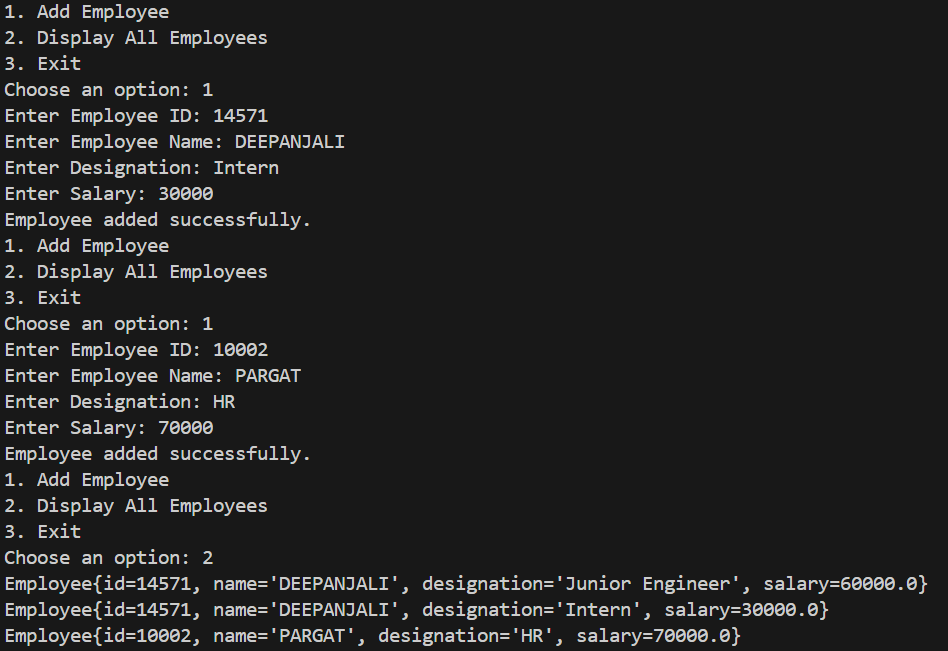 1. Add Employee
2. Display All Employees
3. Exit
Choose an option: 1
Enter Employee ID: 14571
Enter Employee Name: DEEPANJALI
Enter Designation: Intern
Enter Salary: 30000
Employee added successfully.
1. Add Employee
2. Display All Employees
3. Exit
Choose an option: 1
Enter Employee ID: 10002
Enter Employee Name: PARGAT
Enter Designation: HR
Enter Salary: 70000
Employee added successfully.
1. Add Employee
2. Display All Employees
3. Exit
Choose an option: 2
Employee{id=14571, name='DEEPANJALI', designation='Junior Engineer', salary=60000.0}
Employee{id=14571, name='DEEPANJALI', designation='Intern', salary=30000.0}
Employee{id=10002, name='PARGAT', designation='HR', salary=70000.0}